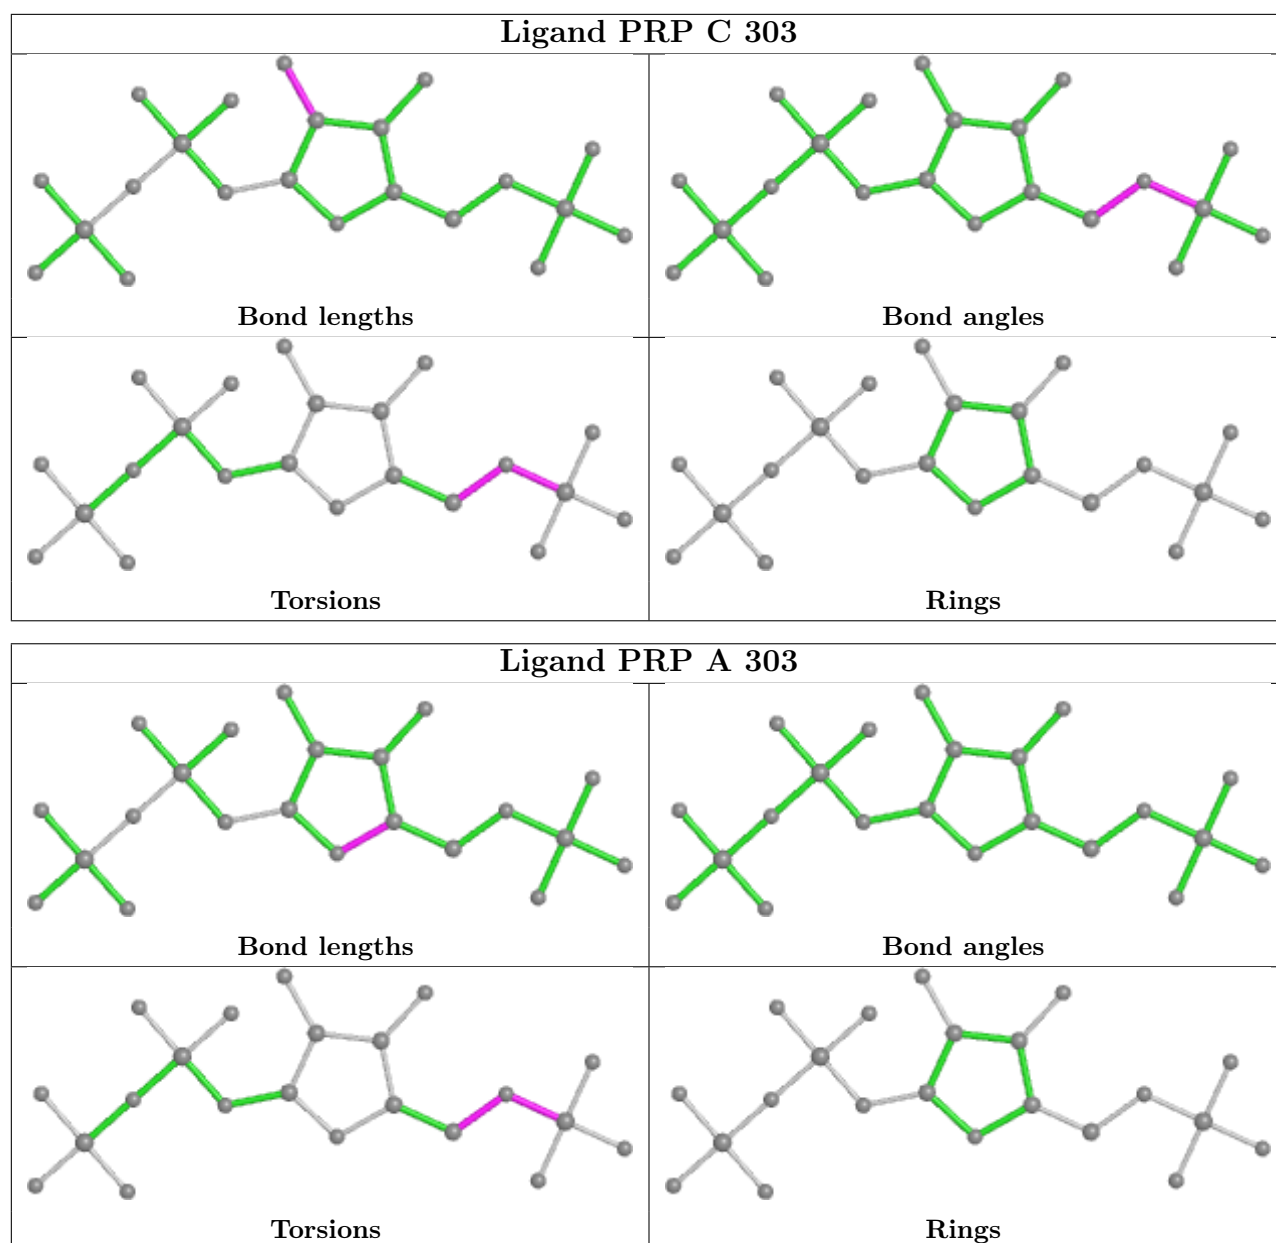 Ligand PRP C 303
Bond lengths
Bond angles
Torsions
Rings
Ligand PRP A 303
Bond lengths
Bond angles
Torsions
Rings